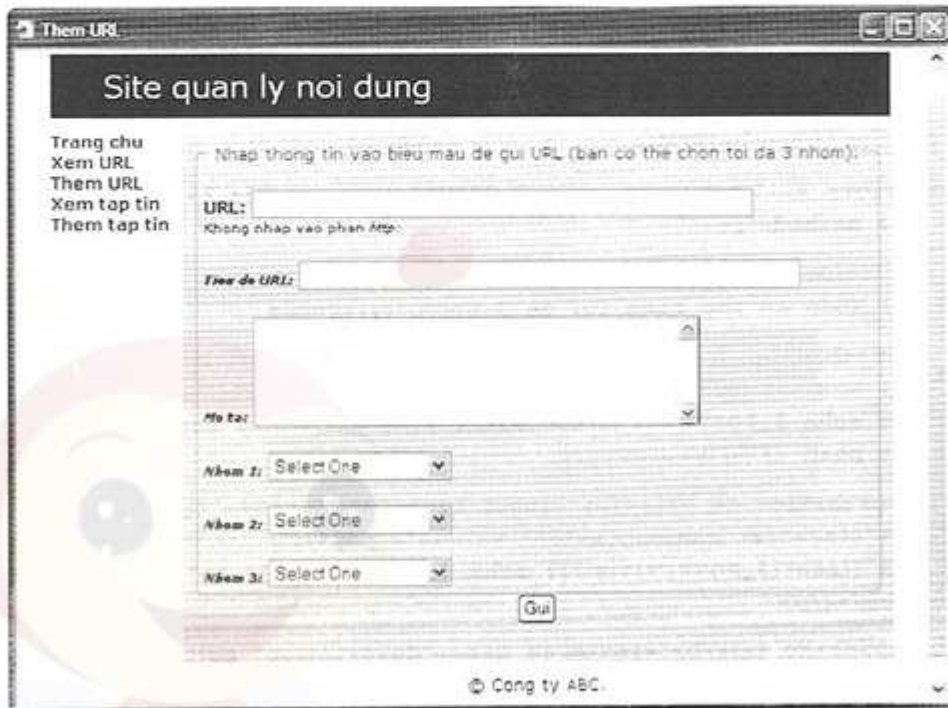 Them URL
Site quan ly noi dung
Trang chu
Xem URL
Them URL
Xem tap tin
Them tap tin
Nhap thong tin vao bieu mau de gui URL (ban co the chon toi da 3 nhom):
URL:
Khong nhap vao phan http:
Tieu de URL:
Mo ta:
Nhom 1: Select One
Nhom 2: Select One
Nhom 3: Select One
Gui
© Cong ty ABC.